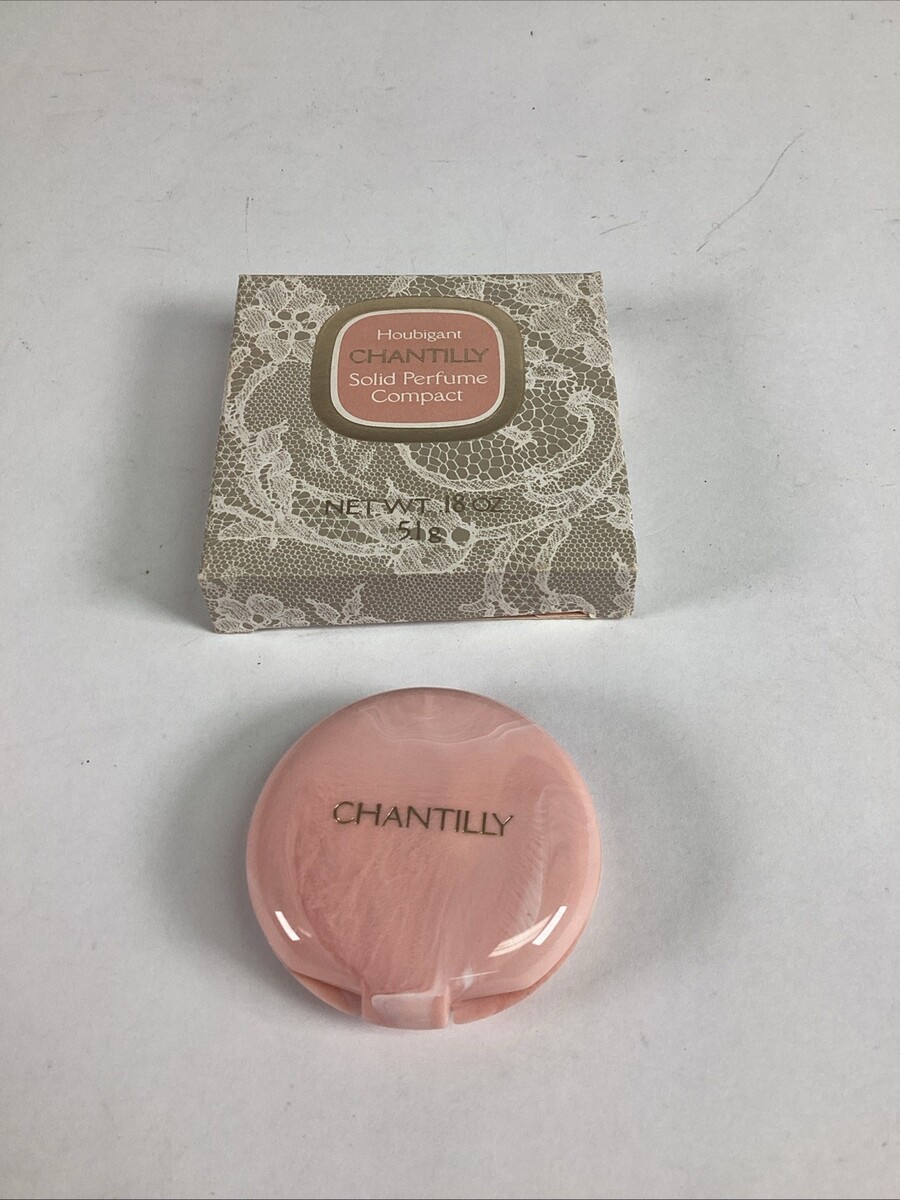 Houbigant
CHANTILLY
Solid Perfume
Compact
NET WT. .18 OZ.
5.1 g
CHANTILLY